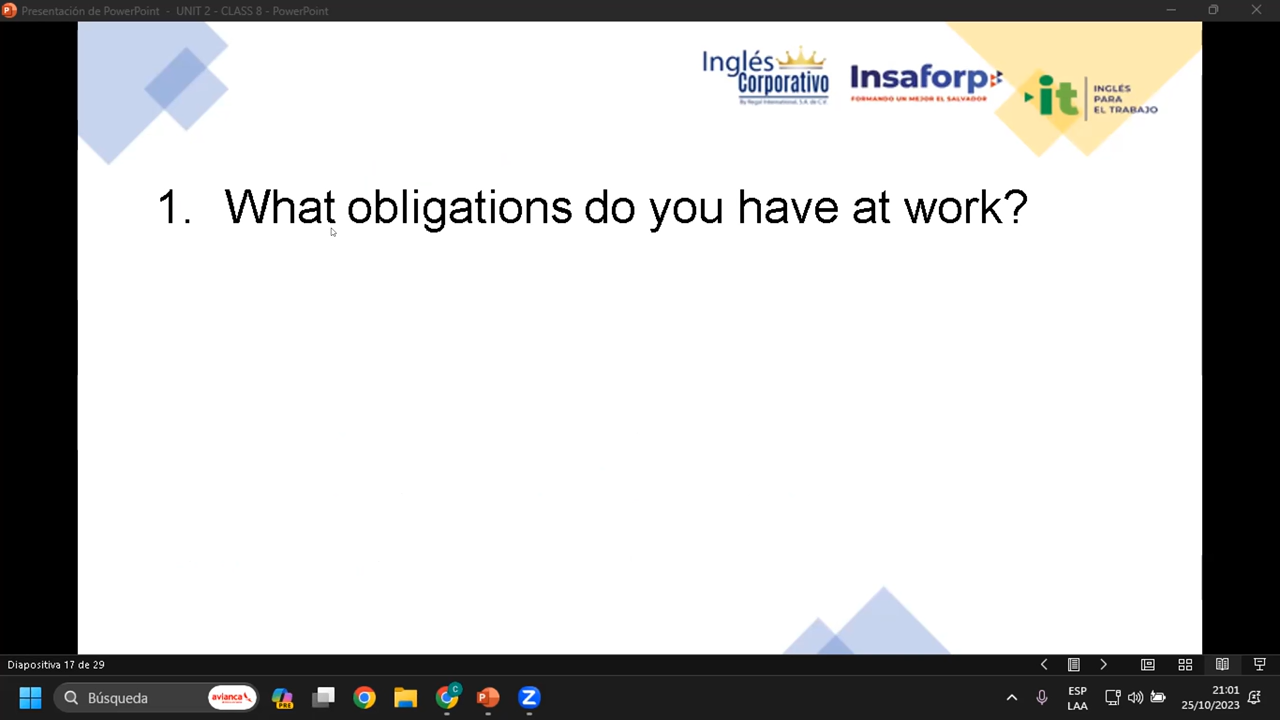 Presentación de PowerPoint - UNIT 2 - CLASS 8 - PowerPoint
Inglés
Corporativo
By Regal International, S.A. de C.V.
Insaforp
FORMANDO UN MEJOR EL SALVADOR
it
INGLÉS
PARA
EL TRABAJO
1. What obligations do you have at work?
Diapositiva 17 de 29
Búsqueda
avianca
PRE
C
P
Z
ESP
LAA
21:01
25/10/2023